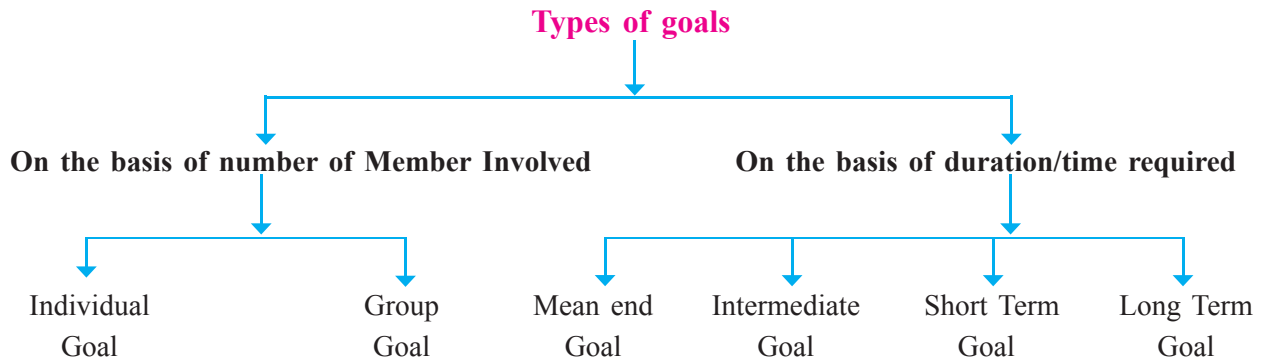 Types of goals
On the basis of number of Member Involved
On the basis of duration/time required
Individual
Goal
Group
Goal
Mean end
Goal
Intermediate
Goal
Short Term
Goal
Long Term
Goal